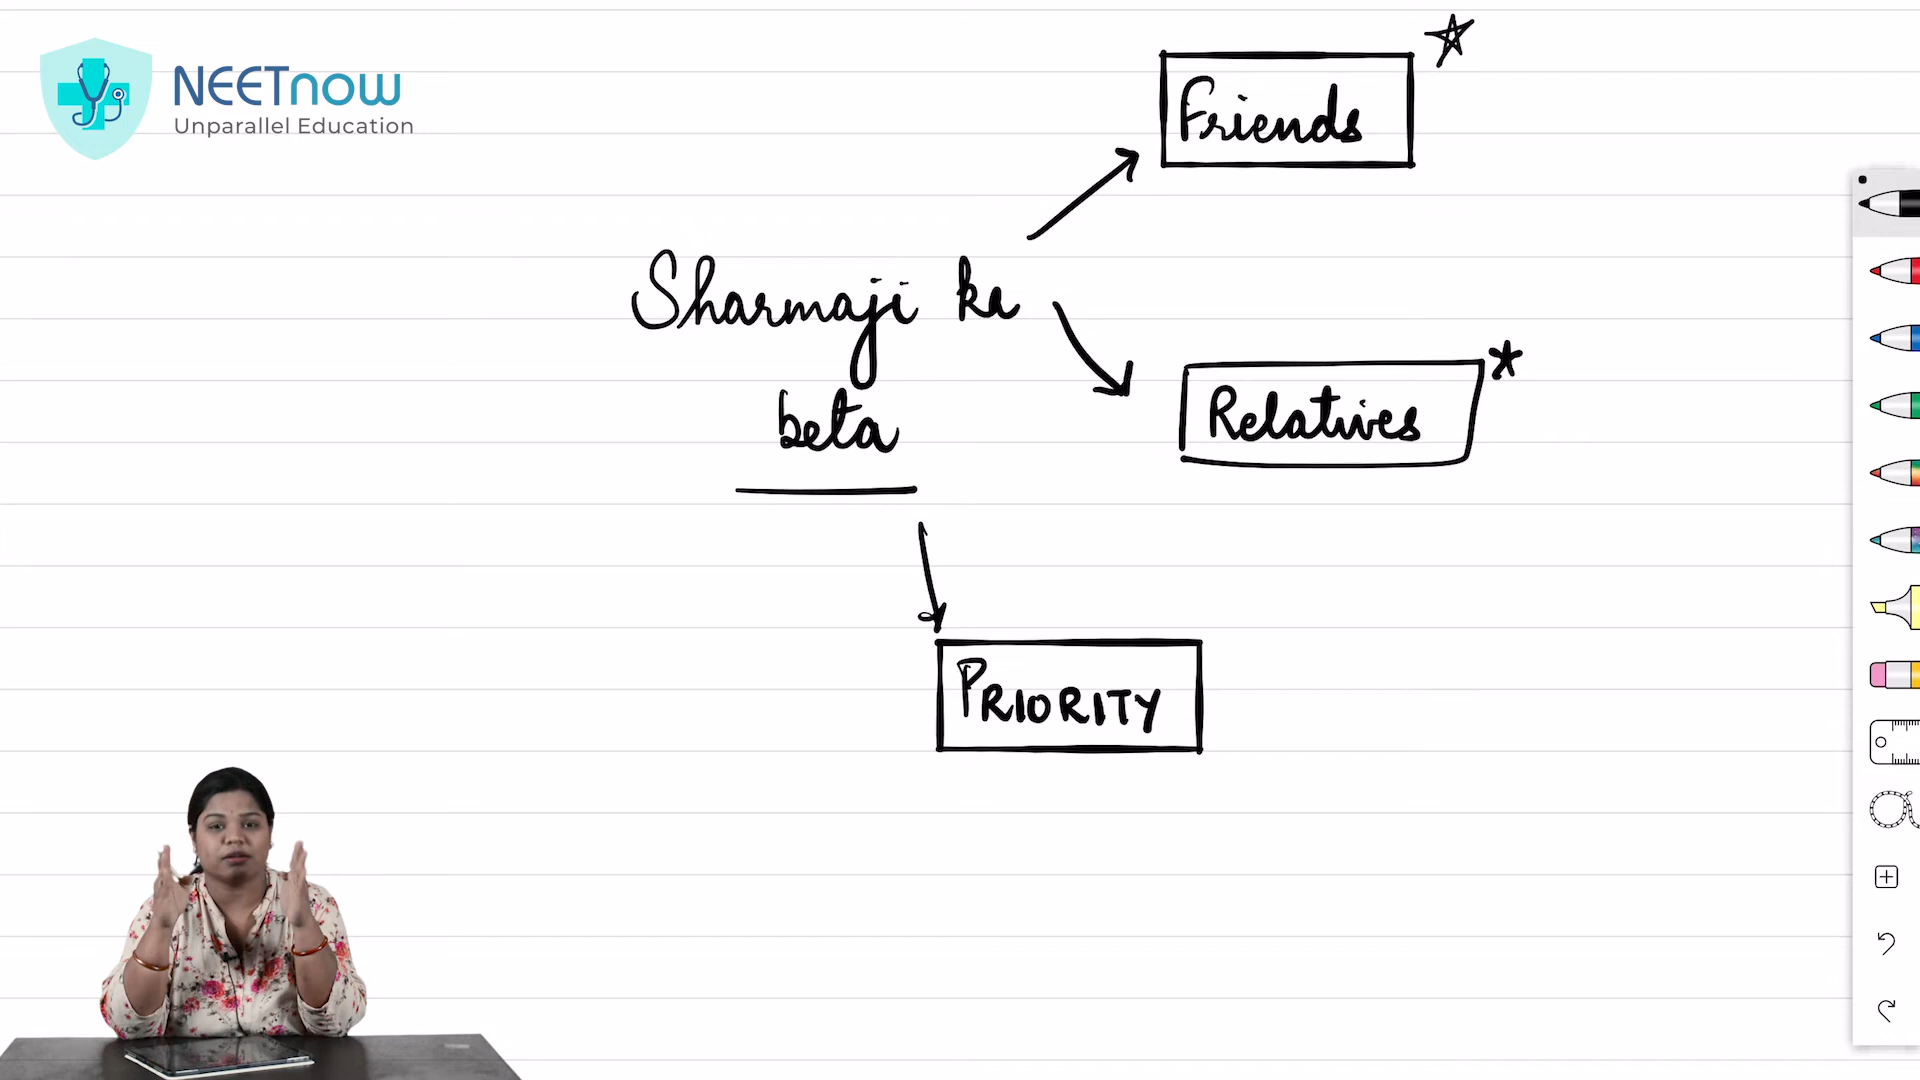 NEETnow
Unparallel Education
Friends
Sharmaji ka
beta
Relatives
PRIORITY